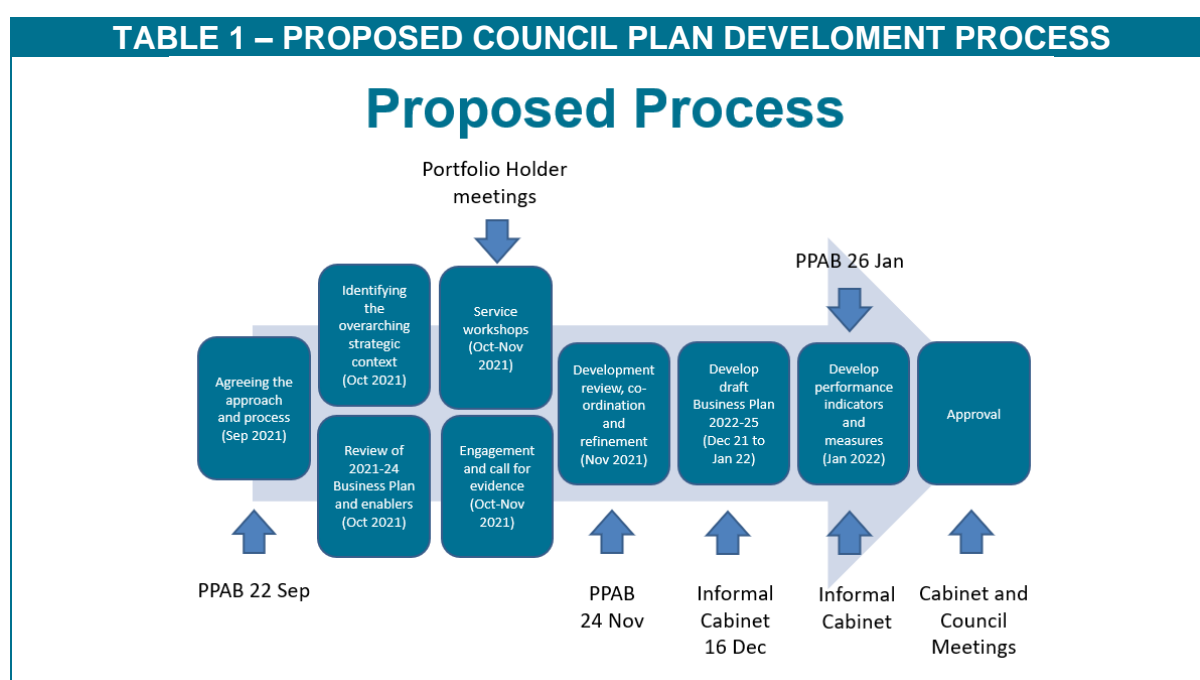 TABLE 1 – PROPOSED COUNCIL PLAN DEVELOMENT PROCESS
Proposed Process
Portfolio Holder
meetings
PPAB 26 Jan
Agreeing the
approach
and process
(Sep 2021)
Identifying
the
overarching
strategic
context
(Oct 2021)
Review of
2021-24
Business Plan
and enablers
(Oct 2021)
Service
workshops
(Oct-Nov
2021)
Engagement
and call for
evidence
(Oct-Nov
2021)
Development
review, co-
ordination
and
refinement
(Nov 2021)
Develop
draft
Business Plan
2022-25
(Dec 21 to
Jan 22)
Develop
performance
indicators
and
measures
(Jan 2022)
Approval
PPAB 22 Sep
PPAB
24 Nov
Informal
Cabinet
16 Dec
Informal
Cabinet
Cabinet and
Council
Meetings